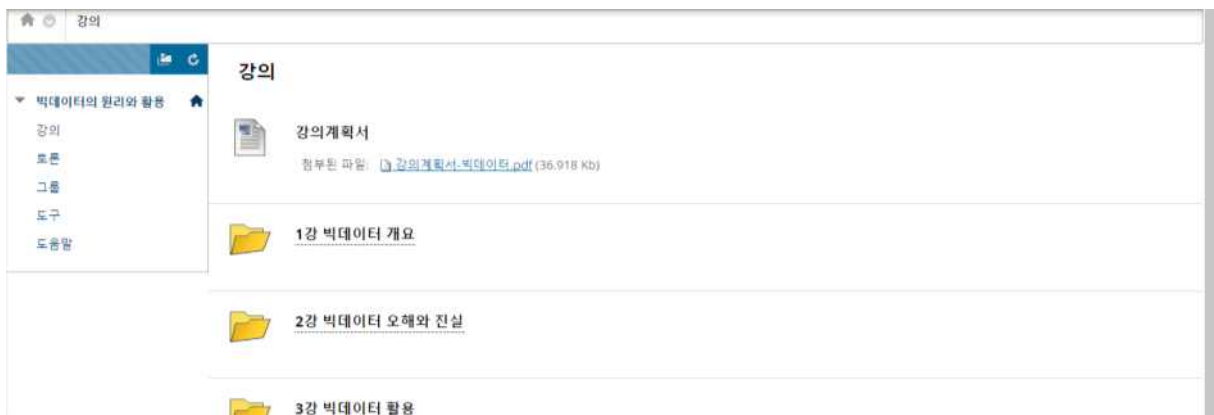 강의
빅데이터의 원리와 활용
강의
토론
그룹
도구
도움말
강의
강의계획서
첨부된 파일: 강의계획서-빅데이터.pdf (36.918 Kb)
1강 빅데이터 개요
2강 빅데이터 오해와 진실
3강 빅데이터 활용